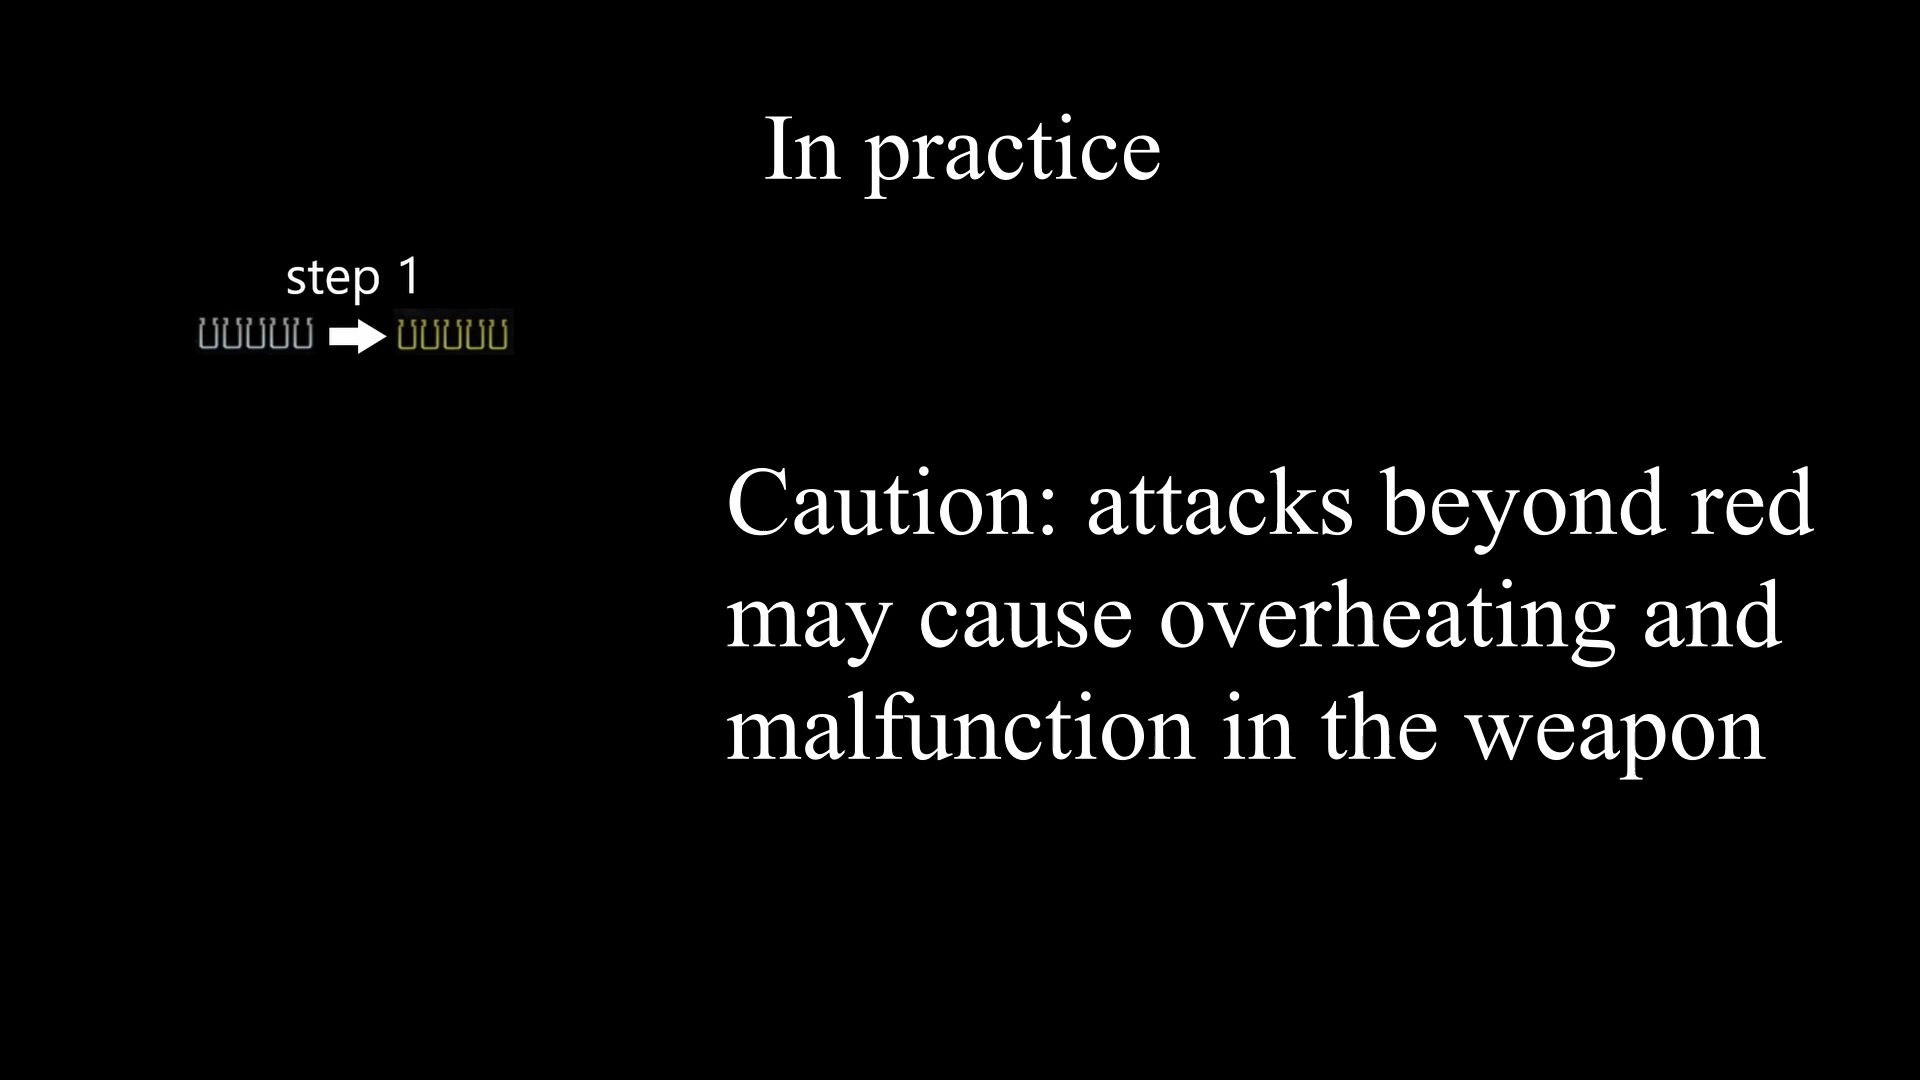 In practice
step 1
Caution: attacks beyond red
may cause overheating and
malfunction in the weapon